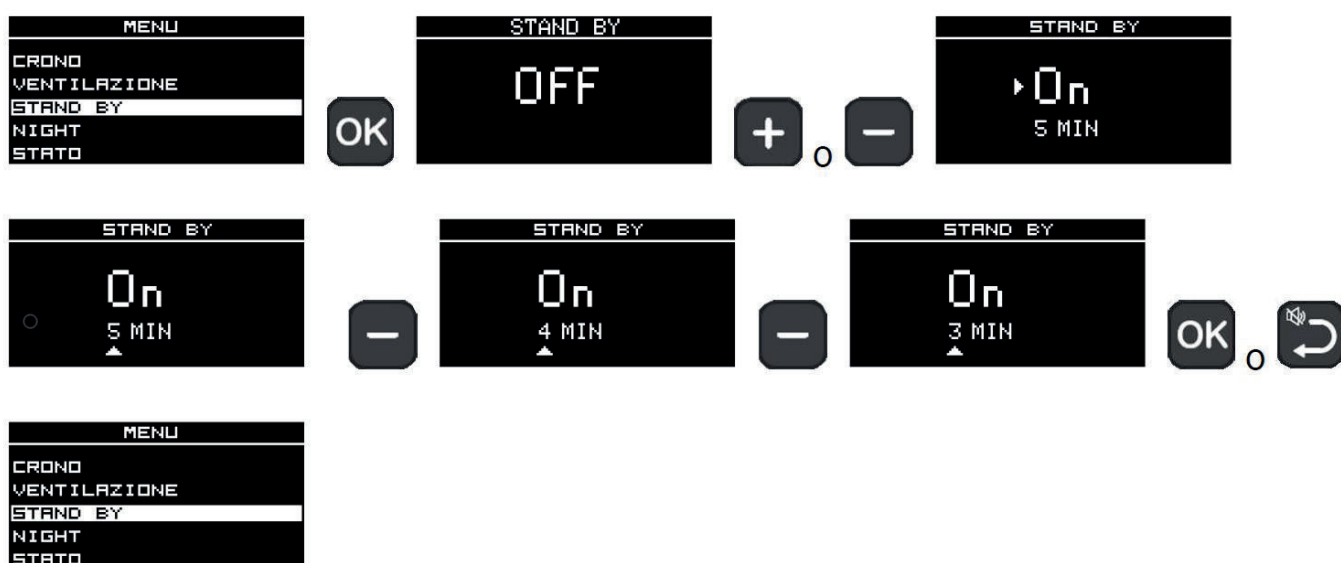 MENU
CRONO
VENTILAZIONE
STAND BY
NIGHT
STATO
OK
STAND BY
OFF
+ o -
STAND BY
On
5 MIN
STAND BY
On
5 MIN
-
STAND BY
On
4 MIN
-
STAND BY
On
3 MIN
OK o
MENU
CRONO
VENTILAZIONE
STAND BY
NIGHT
STATO